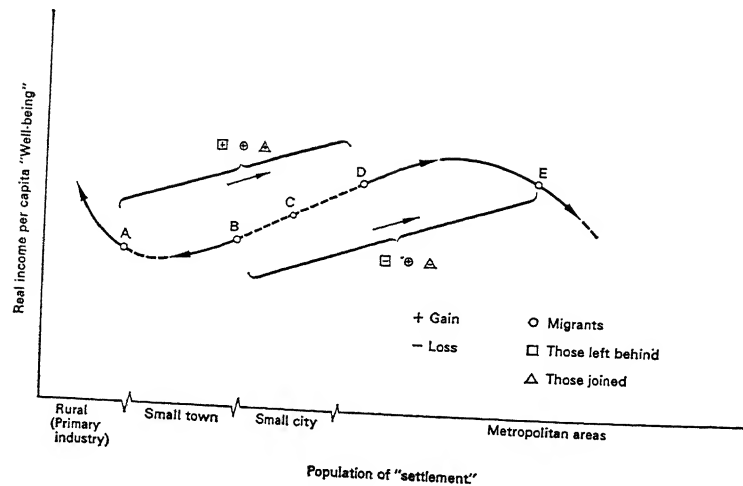 Real income per capita "Well-being"
+ ⊕ +
D
E
C
A
B
− ⊕ −
+ Gain
− Loss
○ Migrants
□ Those left behind
△ Those joined
Rural
(Primary
industry)
Small town
Small city
Metropolitan areas
Population of "settlement"